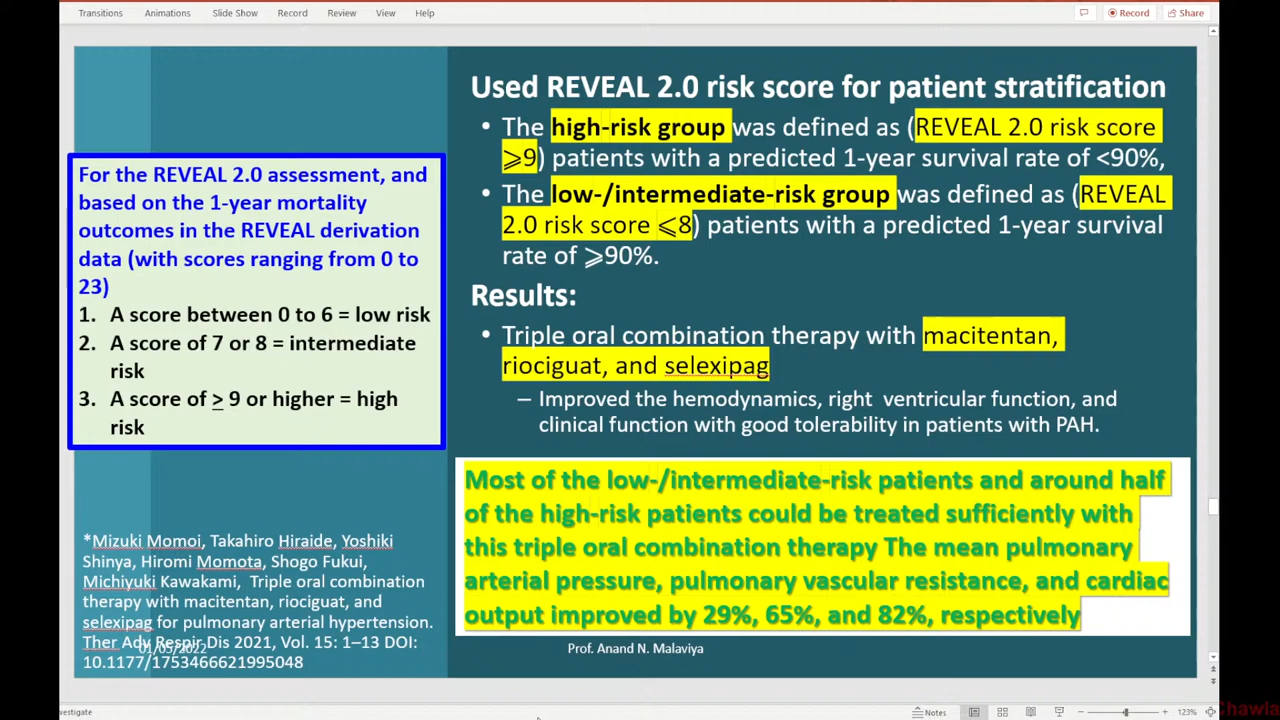 Transitions Animations Slide Show Record Review View Help
Record Share
For the REVEAL 2.0 assessment, and
based on the 1-year mortality
outcomes in the REVEAL derivation
data (with scores ranging from 0 to
23)
1. A score between 0 to 6 = low risk
2. A score of 7 or 8 = intermediate
risk
3. A score of > 9 or higher = high
risk
*Mizuki Momoi, Takahiro Hiraide, Yoshiki
Shinya, Hiromi Momota, Shogo Fukui,
Michiyuki Kawakami, Triple oral combination
therapy with macitentan, riociguat, and
selexipag for pulmonary arterial hypertension.
Ther Adv Respir Dis 2021, Vol. 15: 1–13 DOI:
01/05/2022
10.1177/1753466621995048
Used REVEAL 2.0 risk score for patient stratification
• The high-risk group was defined as (REVEAL 2.0 risk score
⩾9) patients with a predicted 1-year survival rate of <90%,
• The low-/intermediate-risk group was defined as (REVEAL
2.0 risk score ⩽8) patients with a predicted 1-year survival
rate of ⩾90%.
Results:
• Triple oral combination therapy with macitentan,
riociguat, and selexipag
– Improved the hemodynamics, right ventricular function, and
clinical function with good tolerability in patients with PAH.
Most of the low-/intermediate-risk patients and around half
of the high-risk patients could be treated sufficiently with
this triple oral combination therapy The mean pulmonary
arterial pressure, pulmonary vascular resistance, and cardiac
output improved by 29%, 65%, and 82%, respectively
Prof. Anand N. Malaviya
vestigate
Notes 123%
Chawla